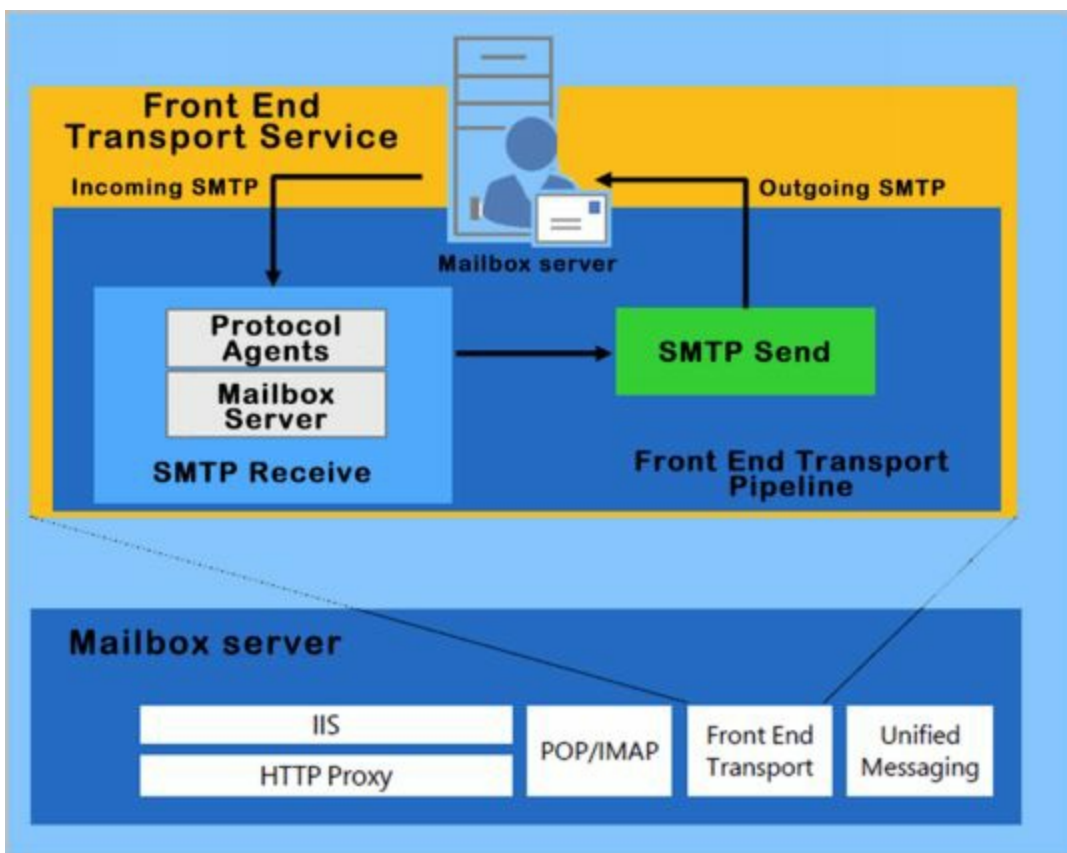 Front End
Transport Service
Incoming SMTP
Outgoing SMTP
Mailbox server
Protocol
Agents
Mailbox
Server
SMTP Receive
SMTP Send
Front End Transport
Pipeline
Mailbox server
IIS
HTTP Proxy
POP/IMAP
Front End
Transport
Unified
Messaging